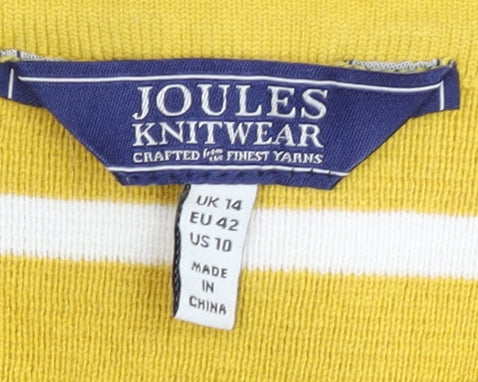 JOULES
KNITWEAR
CRAFTED from the FINEST YARNS
UK 14
EU 42
US 10
MADE
IN
CHINA